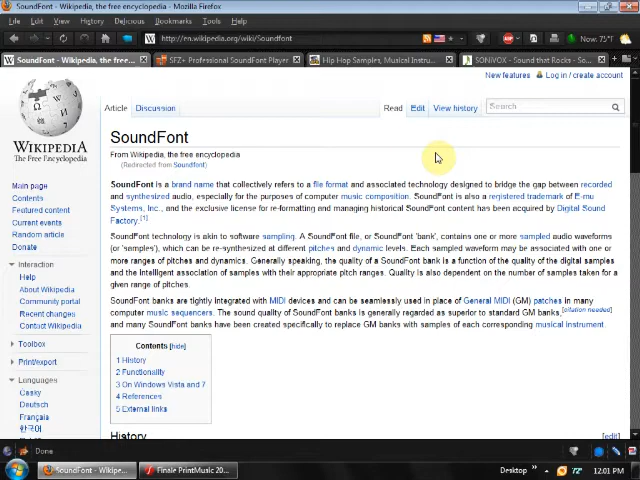 SoundFont - Wikipedia, the free encyclopedia - Mozilla Firefox
File Edit View History Delicious Bookmarks Tools Help
http://en.wikipedia.org/wiki/Soundfont
Now: 75°F
SoundFont - Wikipedia, the free enc...
SFZ+ Professional SoundFont Player
Hip Hop Samples, Musical Instrum...
SONiVOX - Sound that Rocks - So...
New features Log in / create account
Article Discussion Read Edit View history Search
WIKIPEDIA
The Free Encyclopedia
Main page
Contents
Featured content
Current events
Random article
Donate
Interaction
Help
About Wikipedia
Community portal
Recent changes
Contact Wikipedia
Toolbox
Print/export
Languages
Česky
Deutsch
Français
한국어
SoundFont
From Wikipedia, the free encyclopedia
(Redirected from Soundfont)
SoundFont is a brand name that collectively refers to a file format and associated technology designed to bridge the gap between recorded
and synthesized audio, especially for the purposes of computer music composition. SoundFont is also a registered trademark of E-mu
Systems, Inc., and the exclusive license for re-formatting and managing historical SoundFont content has been acquired by Digital Sound
Factory.[1]
SoundFont technology is akin to software sampling. A SoundFont file, or SoundFont 'bank', contains one or more sampled audio waveforms
(or 'samples'), which can be re-synthesized at different pitches and dynamic levels. Each sampled waveform may be associated with one or
more ranges of pitches and dynamics. Generally speaking, the quality of a SoundFont bank is a function of the quality of the digital samples
and the Intelligent association of samples with their appropriate pitch ranges. Quality is also dependent on the number of samples taken for a
given range of pitches.
SoundFont banks are tightly integrated with MIDI devices and can be seamlessly used in place of General MIDI (GM) patches in many
computer music sequencers. The sound quality of SoundFont banks is generally regarded as superior to standard GM banks,[citation needed]
and many SoundFont banks have been created specifically to replace GM banks with samples of each corresponding musical instrument.
Contents [hide]
1 History
2 Functionality
3 On Windows Vista and 7
4 References
5 External links
History [edit]
Done
SoundFont - Wikipe...
Finale PrintMusic 20...
Desktop
72°
12:01 PM